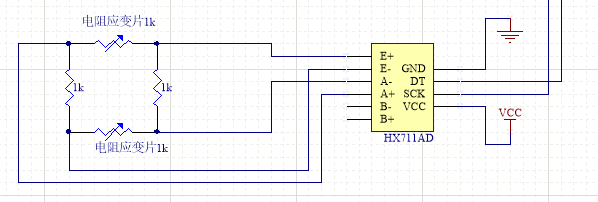 电阻应变片1k
1k
1k
电阻应变片1k
E+
E-
A-
A+
B-
B+
GND
DT
SCK
VCC
HX711AD
VCC